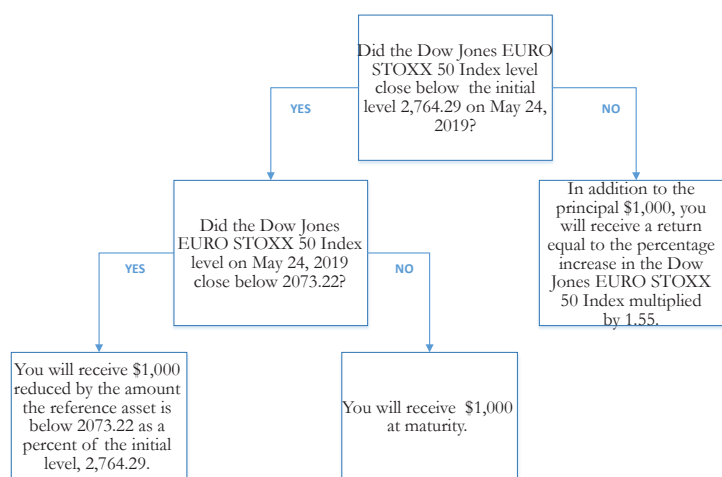 Did the Dow Jones EURO
STOXX 50 Index level
close below the initial
level 2,764.29 on May 24,
2019?
YES
NO
Did the Dow Jones
EURO STOXX 50 Index
level on May 24, 2019
close below 2073.22?
In addition to the
principal $1,000, you
will receive a return
equal to the percentage
increase in the Dow
Jones EURO STOXX
50 Index multiplied
by 1.55.
YES
NO
You will receive $1,000
reduced by the amount
the reference asset is
below 2073.22 as a
percent of the initial
level, 2,764.29.
You will receive $1,000
at maturity.